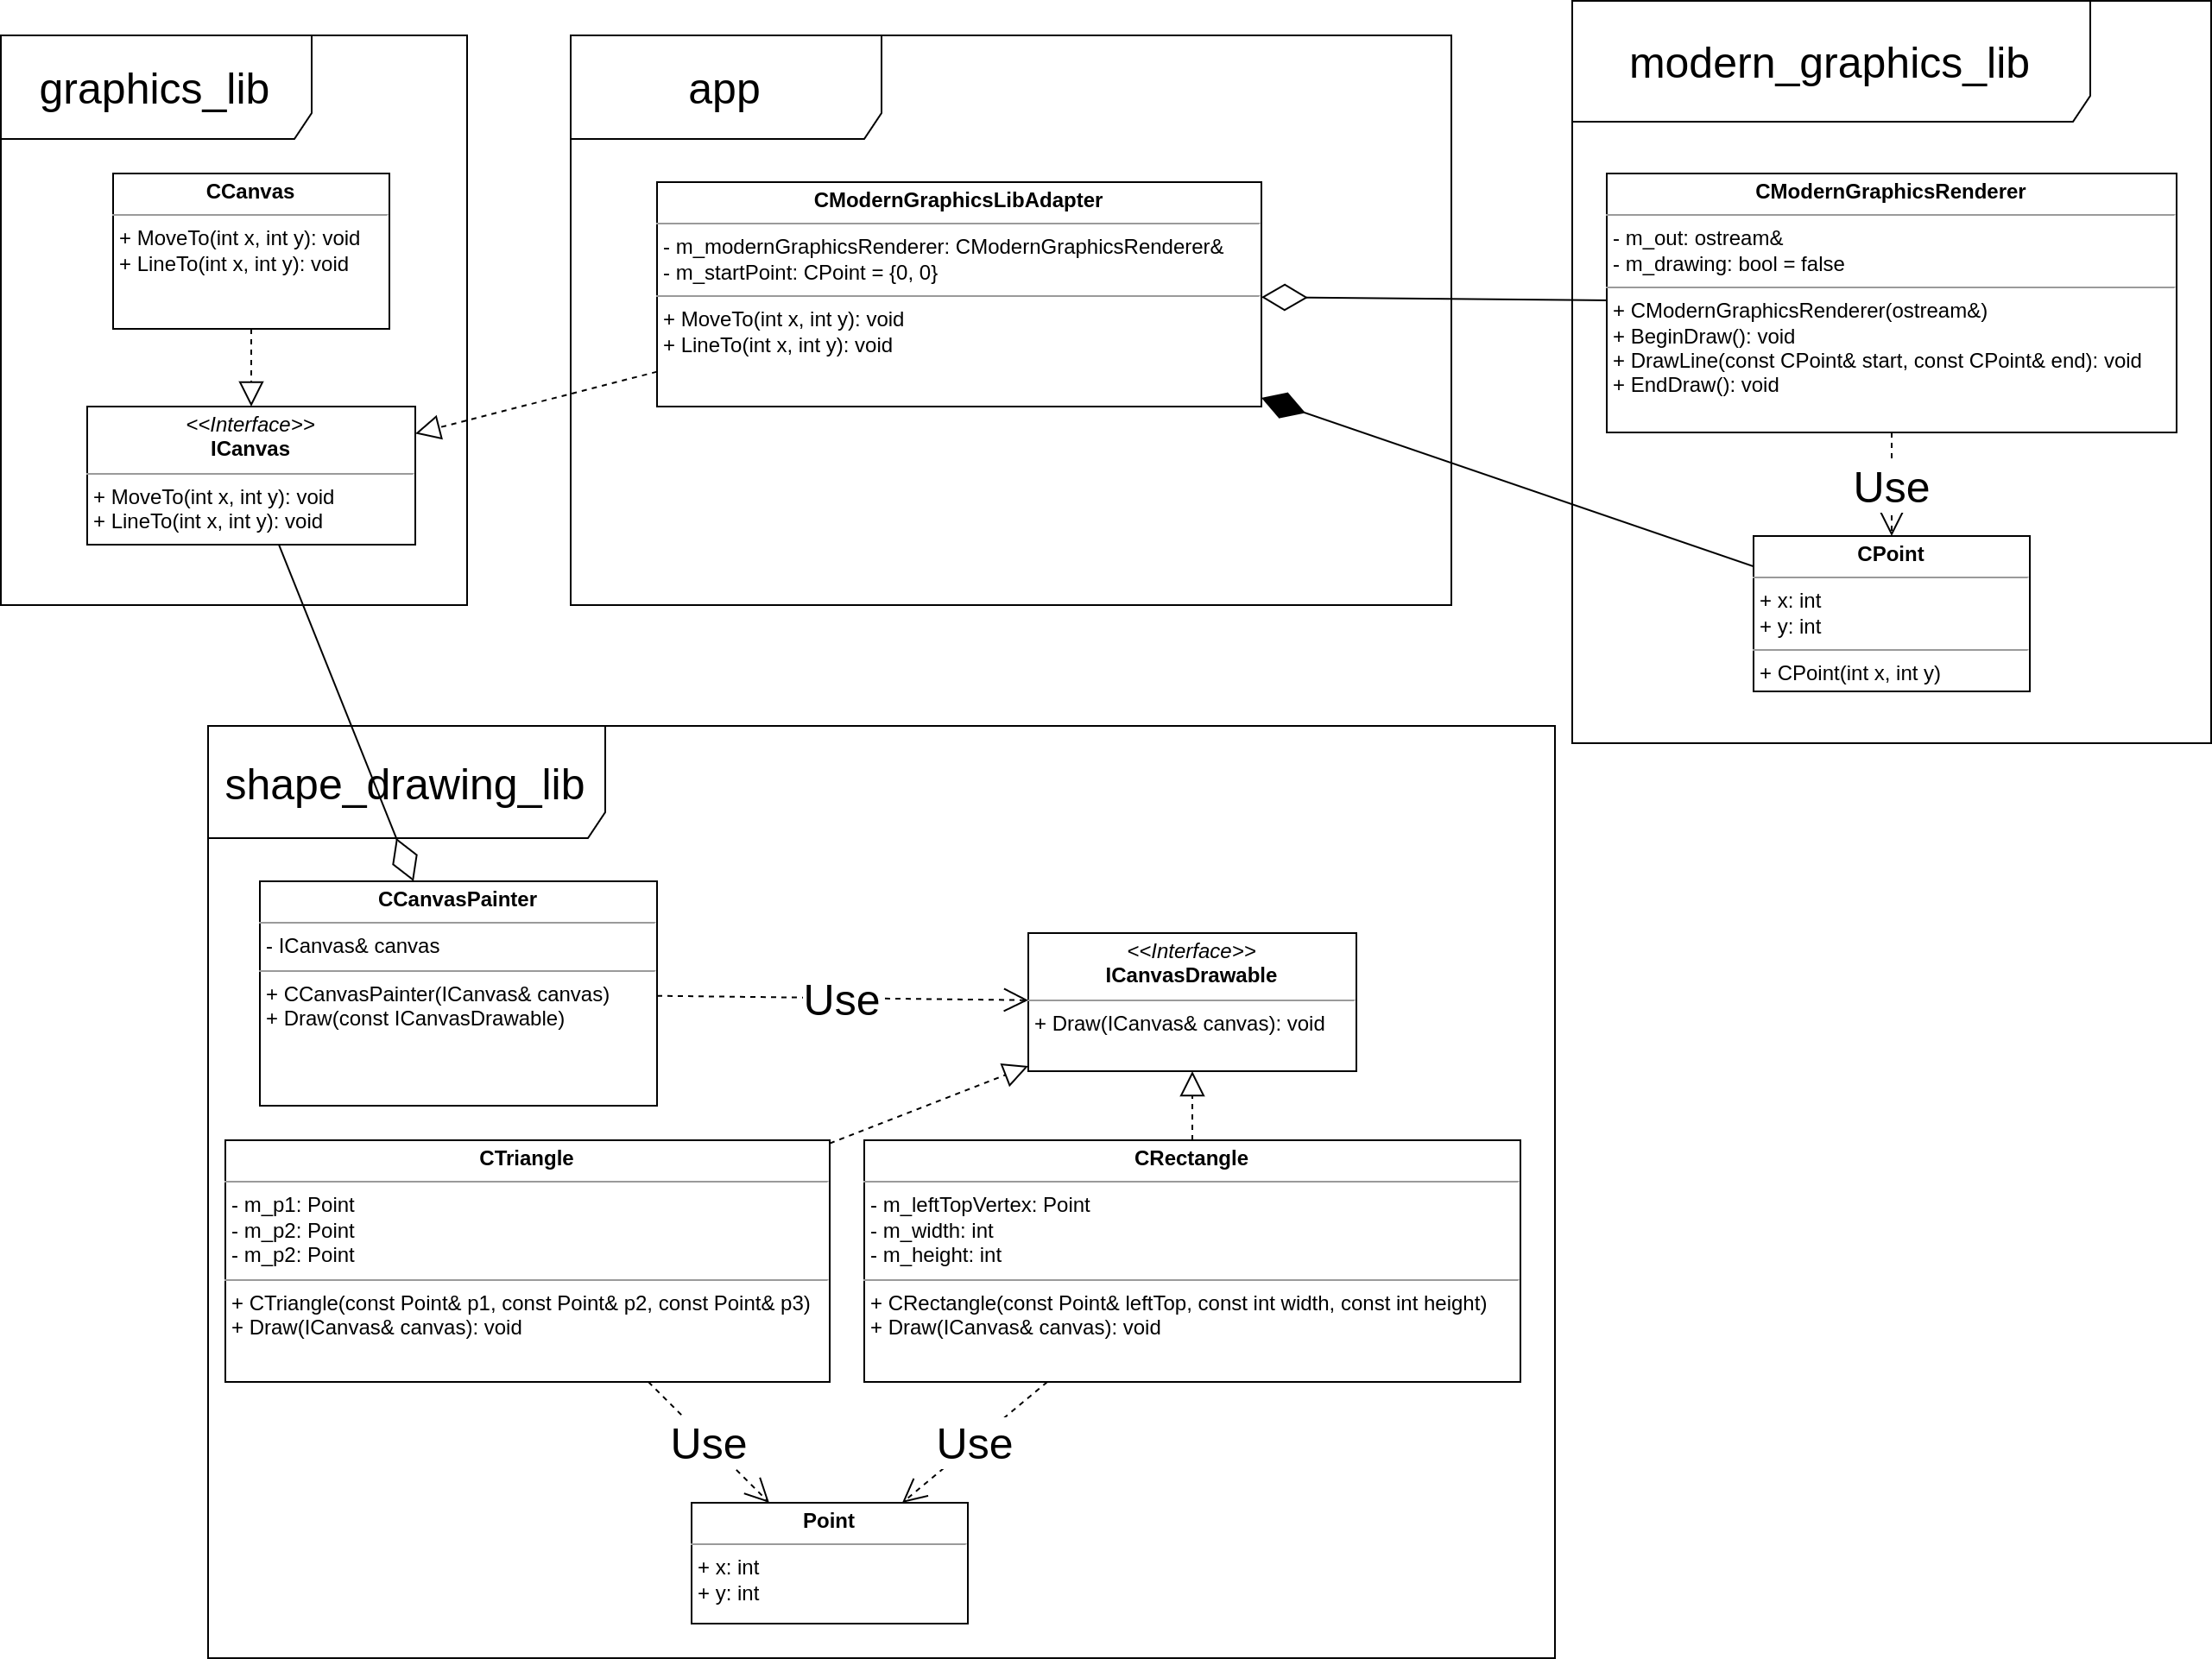 graphics_lib
CCanvas
+ MoveTo(int x, int y): void
+ LineTo(int x, int y): void
<<Interface>>
ICanvas
+ MoveTo(int x, int y): void
+ LineTo(int x, int y): void
app
CModernGraphicsLibAdapter
- m_modernGraphicsRenderer: CModernGraphicsRenderer&
- m_startPoint: CPoint = {0, 0}
+ MoveTo(int x, int y): void
+ LineTo(int x, int y): void
modern_graphics_lib
CModernGraphicsRenderer
- m_out: ostream&
- m_drawing: bool = false
+ CModernGraphicsRenderer(ostream&)
+ BeginDraw(): void
+ DrawLine(const CPoint& start, const CPoint& end): void
+ EndDraw(): void
Use
CPoint
+ x: int
+ y: int
+ CPoint(int x, int y)
shape_drawing_lib
CCanvasPainter
- ICanvas& canvas
+ CCanvasPainter(ICanvas& canvas)
+ Draw(const ICanvasDrawable)
Use
<<Interface>>
ICanvasDrawable
+ Draw(ICanvas& canvas): void
CTriangle
- m_p1: Point
- m_p2: Point
- m_p2: Point
+ CTriangle(const Point& p1, const Point& p2, const Point& p3)
+ Draw(ICanvas& canvas): void
CRectangle
- m_leftTopVertex: Point
- m_width: int
- m_height: int
+ CRectangle(const Point& leftTop, const int width, const int height)
+ Draw(ICanvas& canvas): void
Use
Use
Point
+ x: int
+ y: int